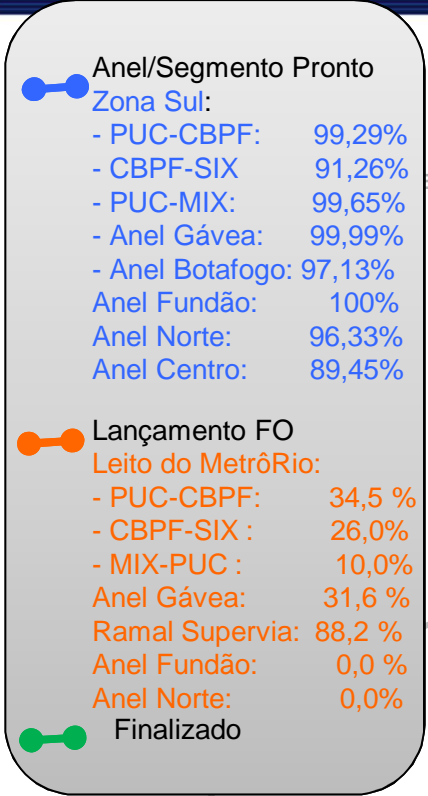 Anel/Segmento Pronto
Zona Sul:
- PUC-CBPF: 99,29%
- CBPF-SIX 91,26%
- PUC-MIX: 99,65%
- Anel Gávea: 99,99%
- Anel Botafogo: 97,13%
Anel Fundão: 100%
Anel Norte: 96,33%
Anel Centro: 89,45%
Lançamento FO
Leito do MetrôRio:
- PUC-CBPF: 34,5 %
- CBPF-SIX : 26,0%
- MIX-PUC : 10,0%
Anel Gávea: 31,6 %
Ramal Supervia: 88,2 %
Anel Fundão: 0,0 %
Anel Norte: 0,0%
Finalizado